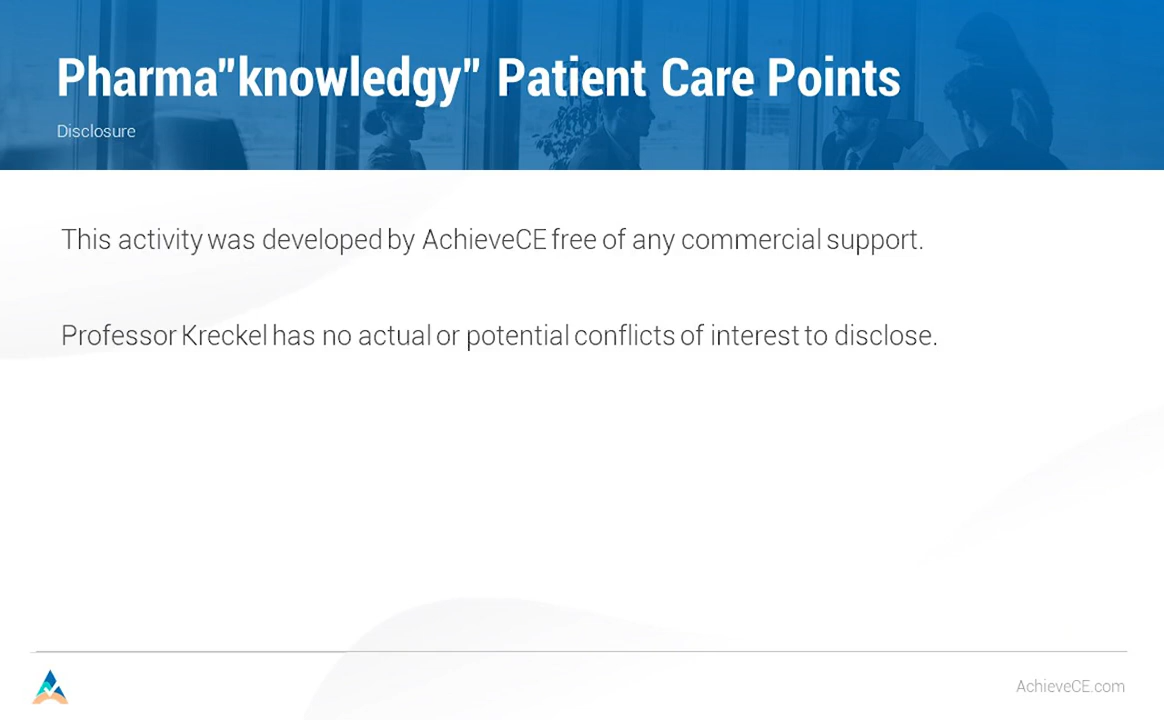 Pharma"knowledgy" Patient Care Points
Disclosure
This activity was developed by AchieveCE free of any commercial support.
Professor Kreckel has no actual or potential conflicts of interest to disclose.
AchieveCE.com